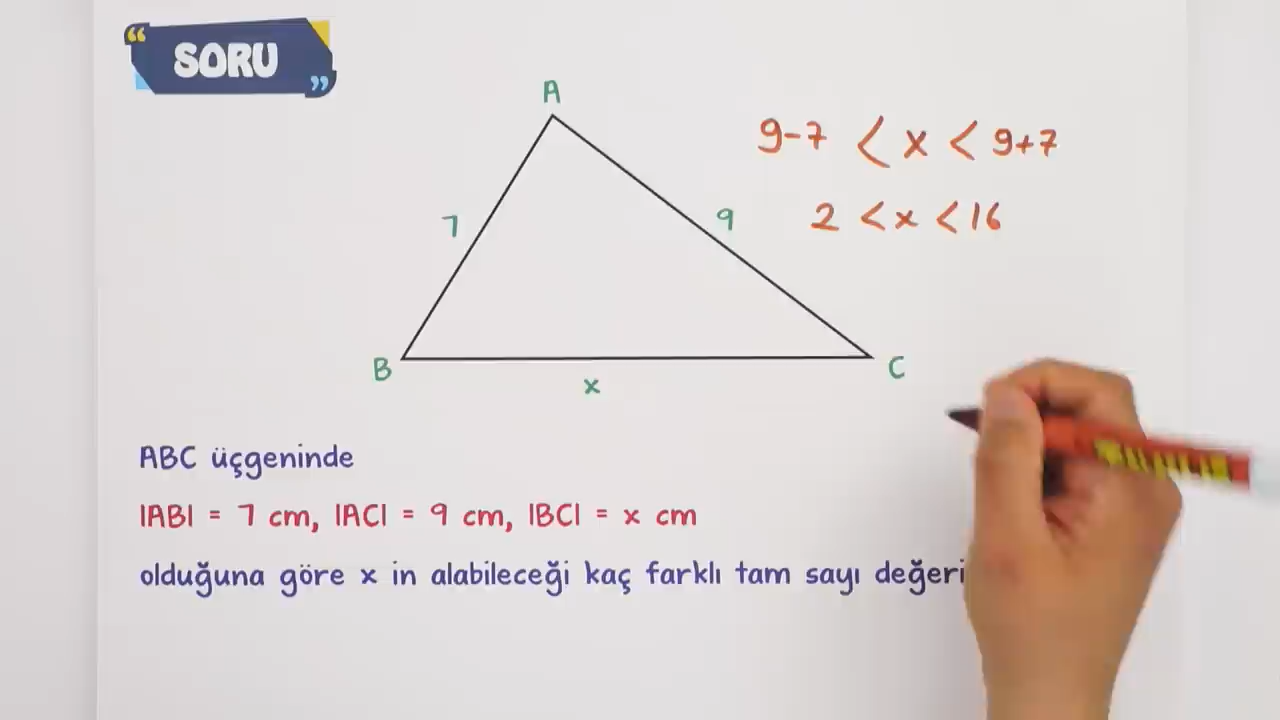 “ SORU ”
A
9-7 < x < 9+7
7
9
2 < x < 16
B
C
x
ABC üçgeninde
|AB| = 7 cm, |AC| = 9 cm, |BC| = x cm
olduğuna göre x in alabileceği kaç farklı tam sayı değeri